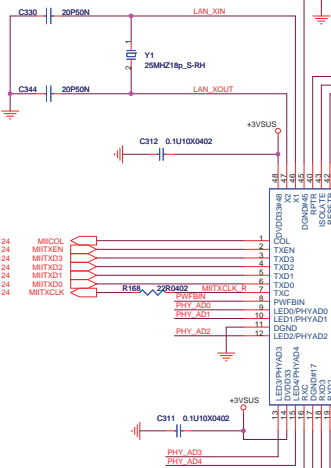 C330 20P50N LAN_XIN
1
Y1
25MHZ18p_S-RH
2
C344 20P50N LAN_XOUT
+3VSUS
C312 0.1U10X0402
48 47 46 45 40 43 42
DVDD33#48 X2 X1 DGND#45 RPTR ISOLATE
24 MIICOL 1 COL
24 MIITXEN 2 TXEN
24 MIITXD3 3 TXD3
24 MIITXD2 4 TXD2
24 MIITXD1 5 TXD1
24 MIITXD0 6 TXD0
24 MIITXCLK R168 22R0402 MIITXCLK_R 7 TXC
PWFBIN 8 PWFBIN
PHY_AD0 9 LED0/PHYAD0
PHY_AD1 10 LED1/PHYAD1
11 DGND
PHY_AD2 12 LED2/PHYAD2
LED3/PHYAD3 DVDD33 LED4/PHYAD4 RXC DGND#17 RXD3
13 14 15 16 17 18 19
+3VSUS
C311 0.1U10X0402
PHY_AD3
PHY_AD4